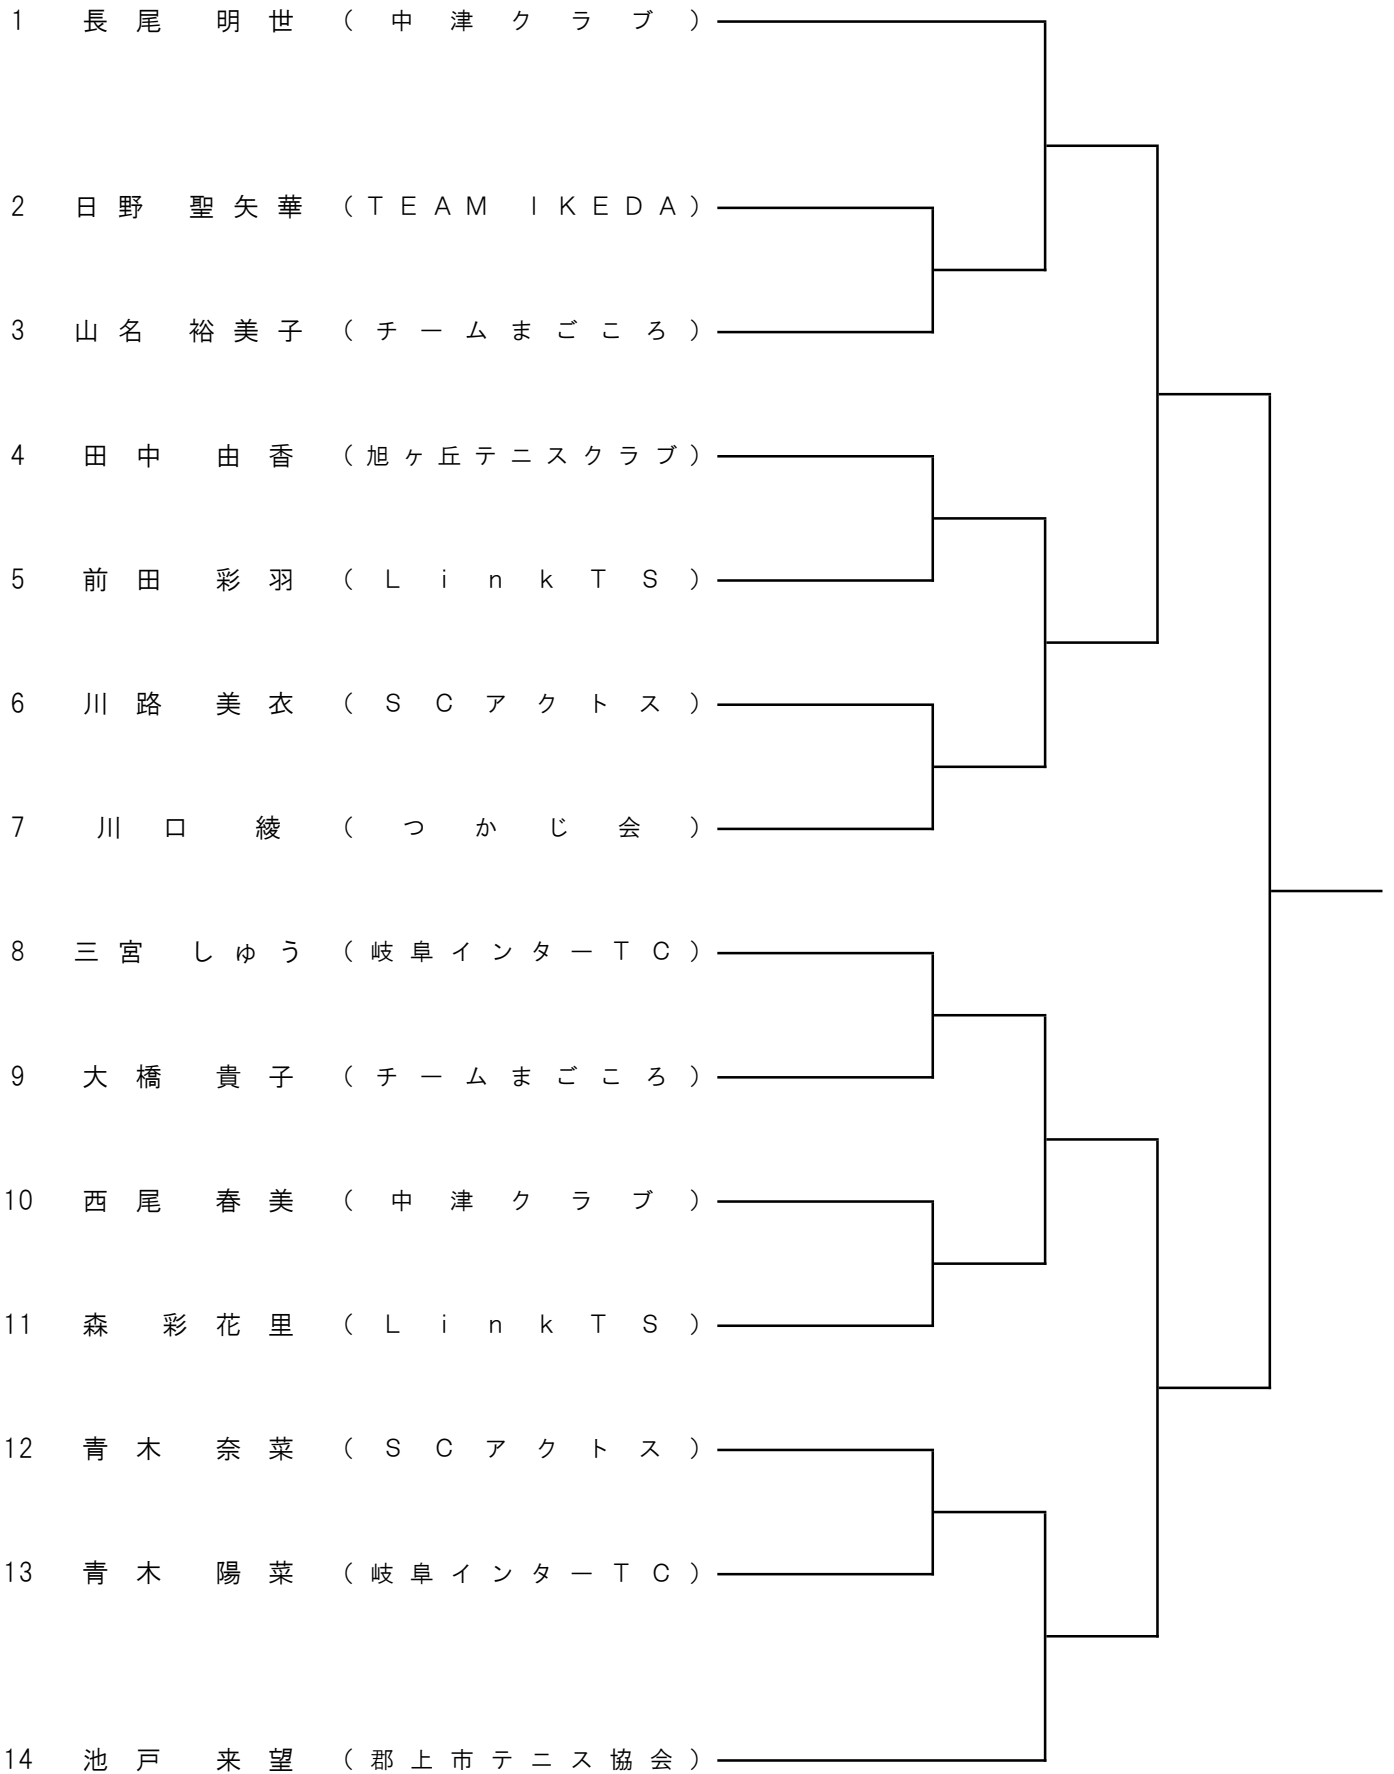 1 長尾 明世 (中津クラブ)
2 日野 聖矢華 (TEAM IKEDA)
3 山名 裕美子 (チームまごころ)
4 田中 由香 (旭ヶ丘テニスクラブ)
5 前田 彩羽 (LinkTS)
6 川路 美衣 (SCアクトス)
7 川口 綾 (つかじ会)
8 三宮 しゅう (岐阜インターTC)
9 大橋 貴子 (チームまごころ)
10 西尾 春美 (中津クラブ)
11 森 彩花里 (LinkTS)
12 青木 奈菜 (SCアクトス)
13 青木 陽菜 (岐阜インターTC)
14 池戸 来望 (郡上市テニス協会)